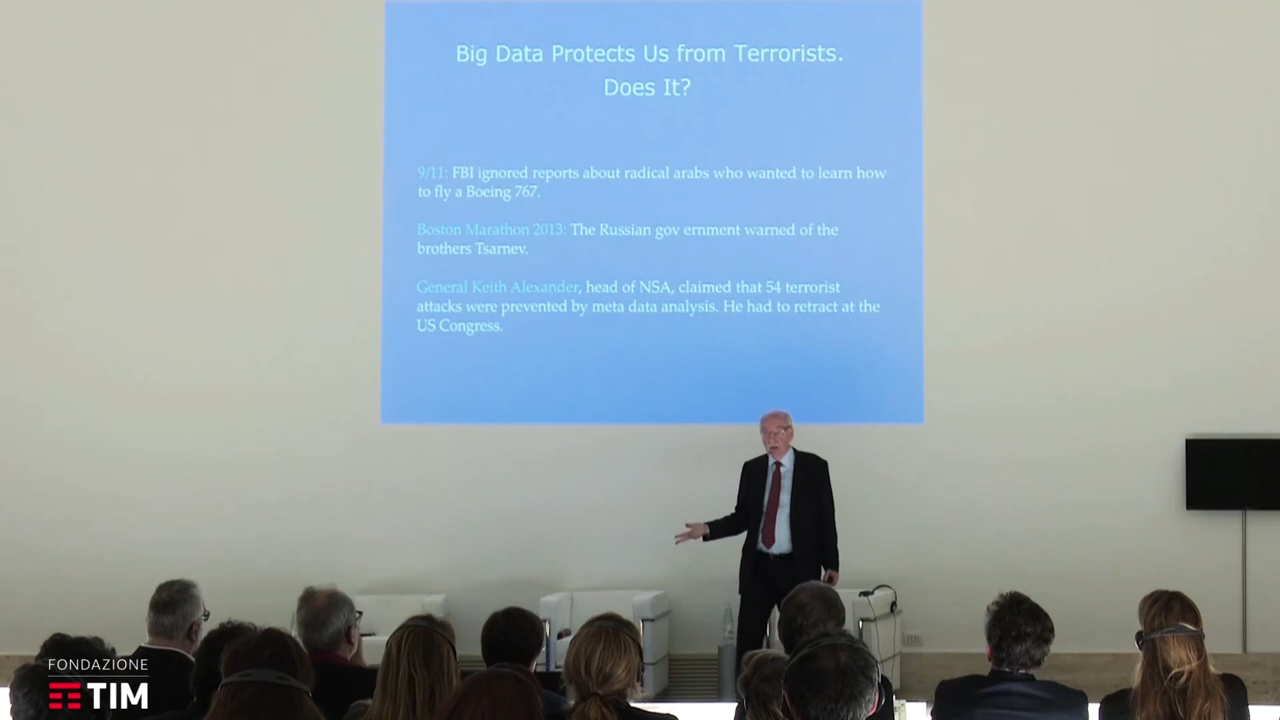 Big Data Protects Us from Terrorists.
Does It?
9/11: FBI ignored reports about radical arabs who wanted to learn how
to fly a Boeing 767.
Boston Marathon 2013: The Russian gov ernment warned of the
brothers Tsarnev.
General Keith Alexander, head of NSA, claimed that 54 terrorist
attacks were prevented by meta data analysis. He had to retract at the
US Congress.
FONDAZIONE
TIM